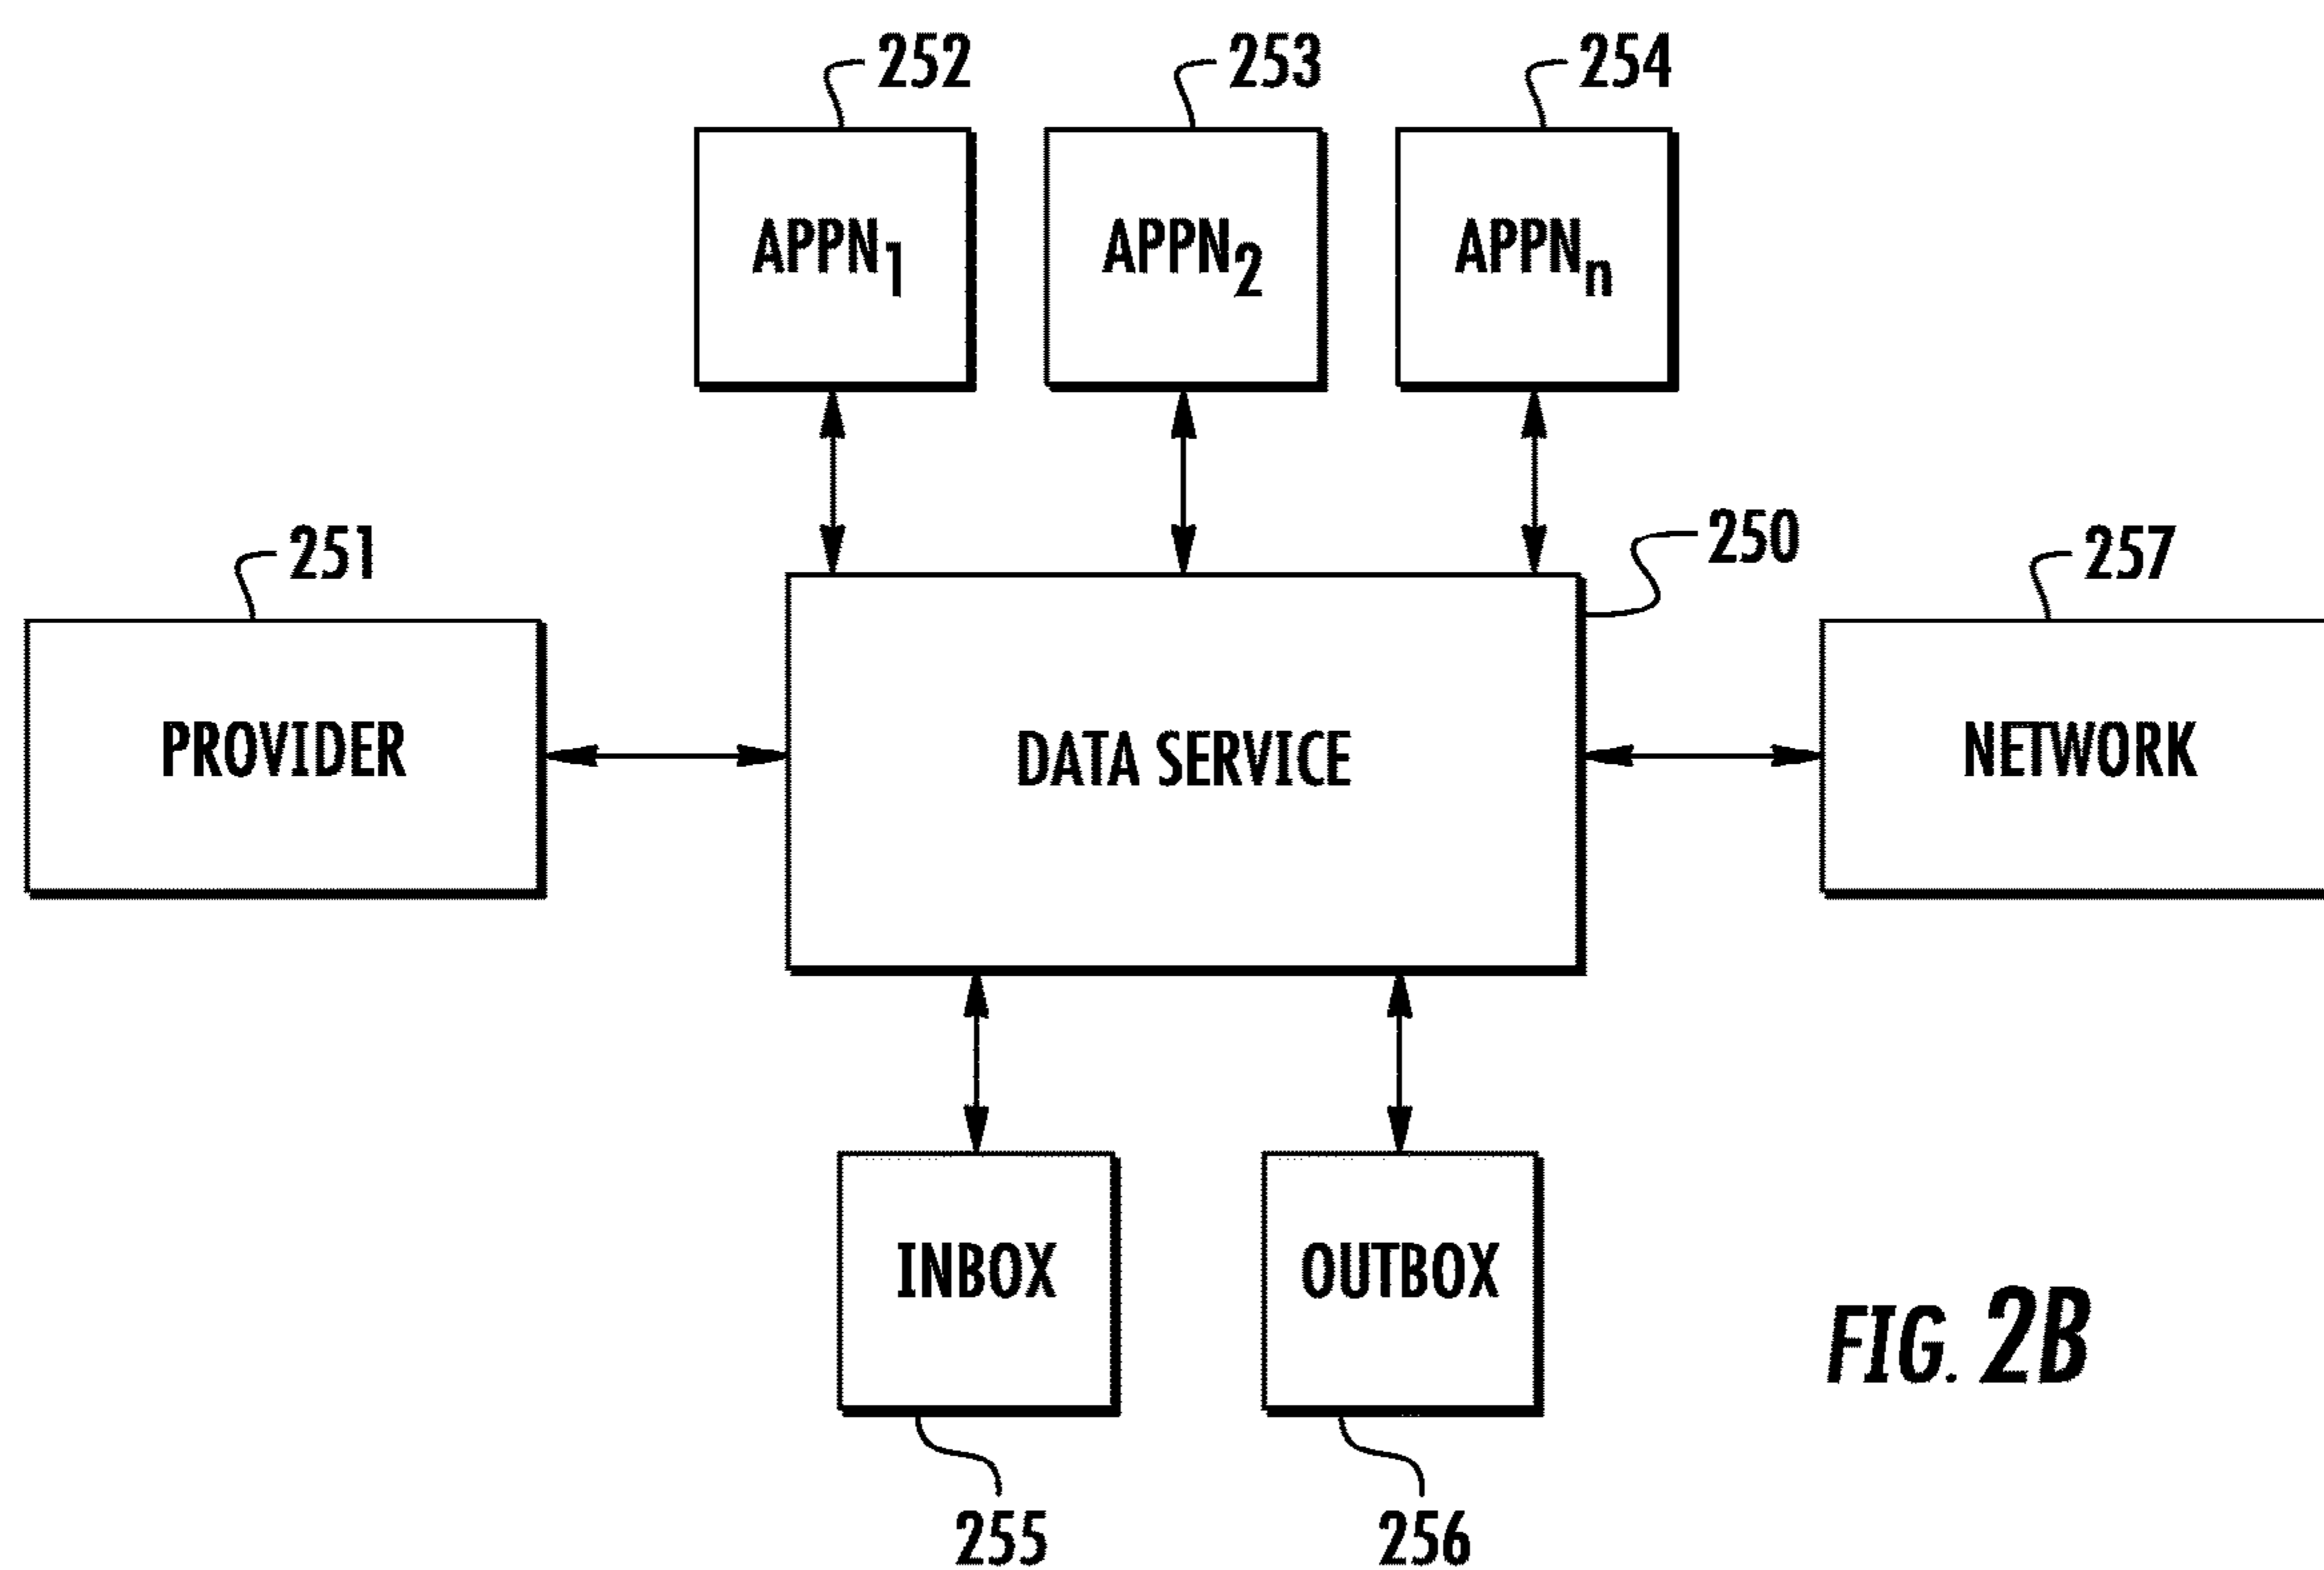 252 253 254
APPN1 APPN2 APPNn
251 250 257
PROVIDER DATA SERVICE NETWORK
INBOX OUTBOX
FIG. 2B
255 256